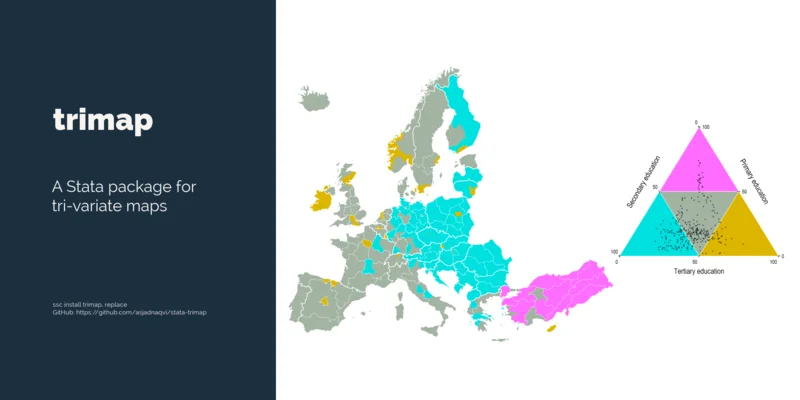 trimap
A Stata package for
tri-variate maps
ssc install trimap, replace
GitHub: https://github.com/asjadnaqvi/stata-trimap
0
100
Secondary education
Primary education
50
50
100
0
0
50
100
Tertiary education